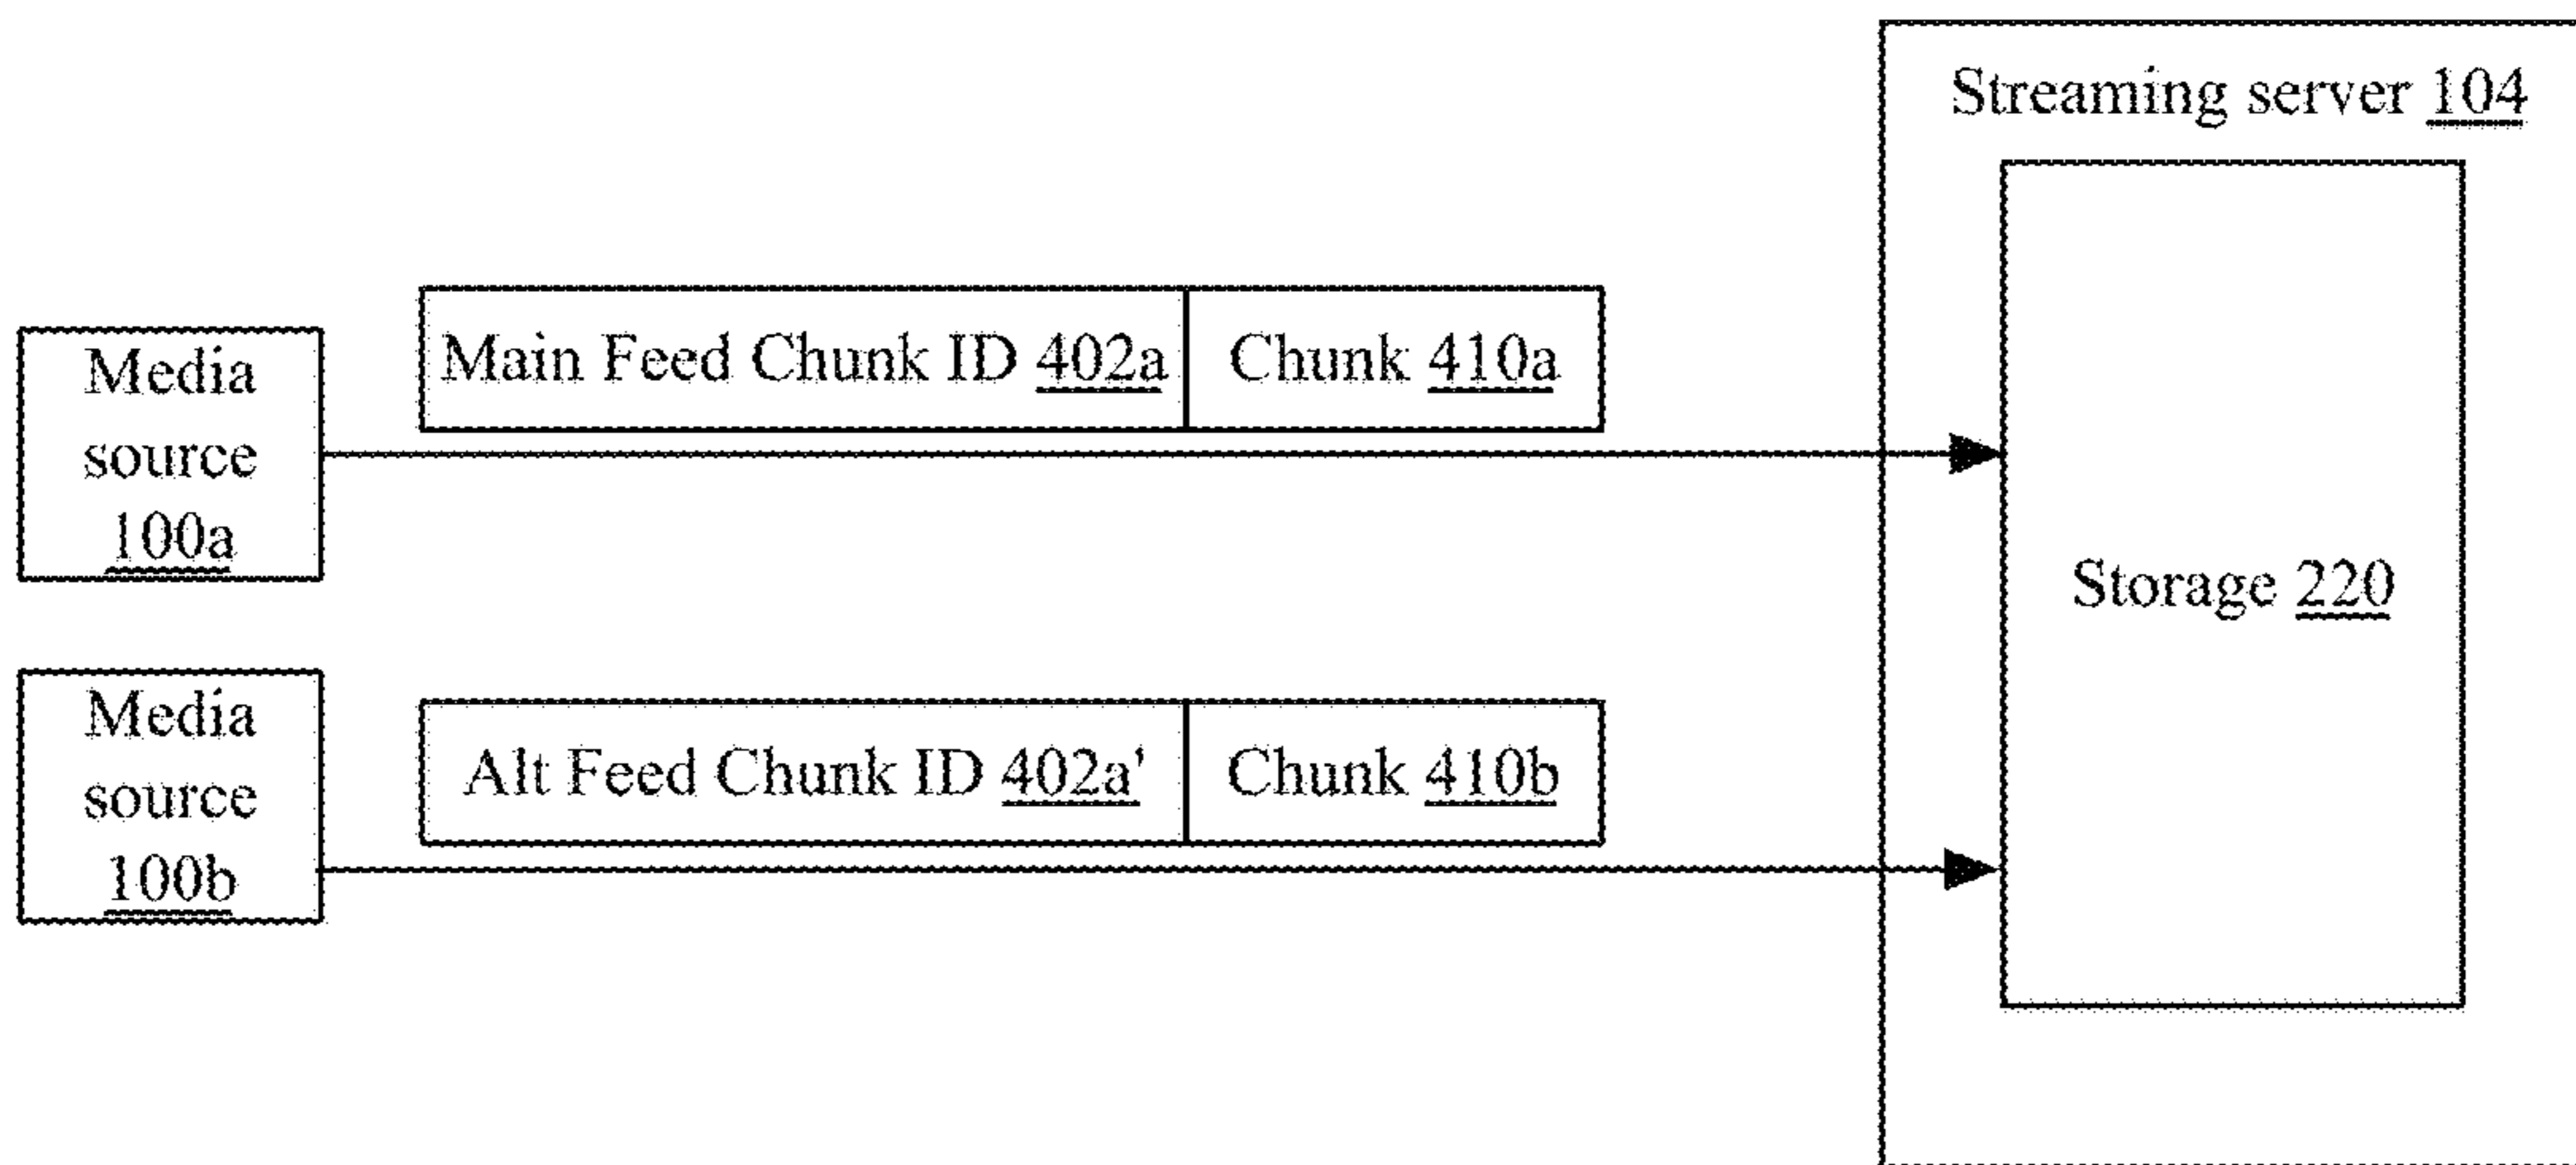 Streaming server 104
Main Feed Chunk ID 402a
Chunk 410a
Media
source
100a
Storage 220
Media
source
100b
Alt Feed Chunk ID 402a'
Chunk 410b